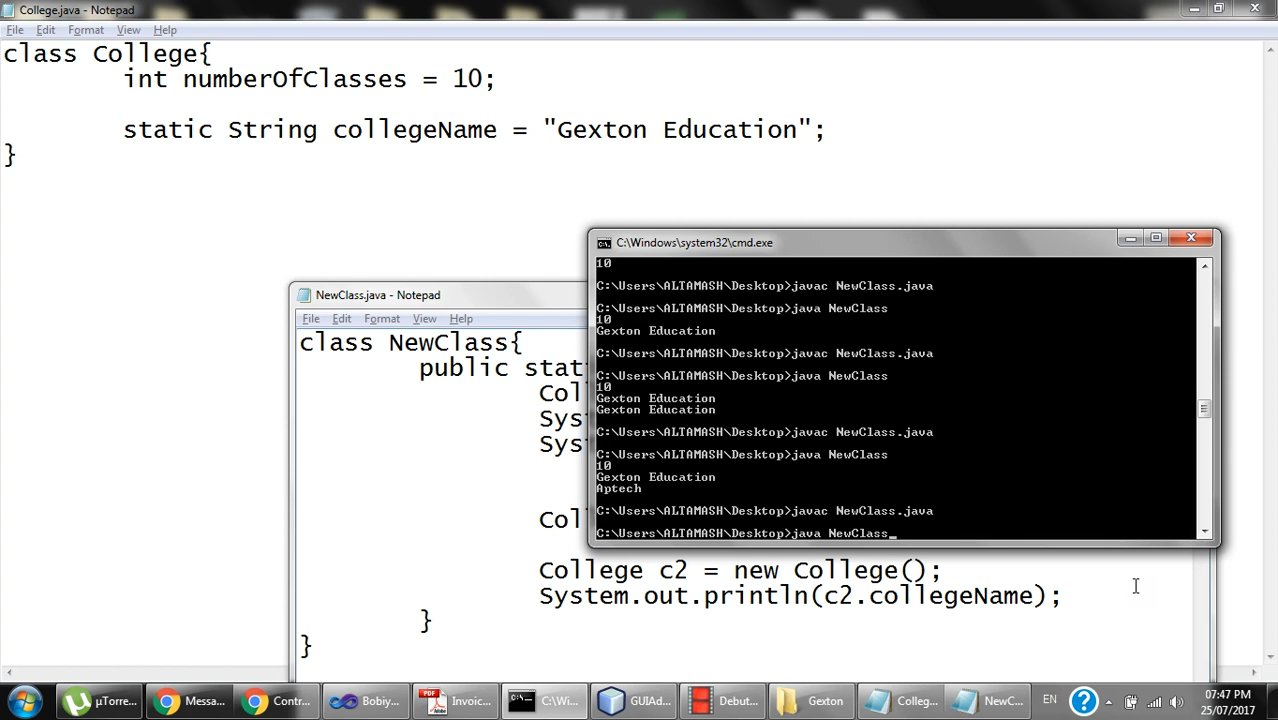 College.java - Notepad
File Edit Format View Help
class College{
int numberOfClasses = 10;
static String collegeName = "Gexton Education";
}
C:\Windows\system32\cmd.exe
10
C:\Users\ALTAMASH\Desktop>javac NewClass.java
C:\Users\ALTAMASH\Desktop>java NewClass
10
Gexton Education
C:\Users\ALTAMASH\Desktop>javac NewClass.java
C:\Users\ALTAMASH\Desktop>java NewClass
10
Gexton Education
Gexton Education
C:\Users\ALTAMASH\Desktop>javac NewClass.java
C:\Users\ALTAMASH\Desktop>java NewClass
10
Gexton Education
Aptech
C:\Users\ALTAMASH\Desktop>javac NewClass.java
C:\Users\ALTAMASH\Desktop>java NewClass_
NewClass.java - Notepad
File Edit Format View Help
class NewClass{
public stat
Coll
Sys
Sys
Coll
College c2 = new College();
System.out.println(c2.collegeName);
}
}
µTorre... Messa... Contr... C:\Wi... Bobiy... Invoic... C:\Wi... GUIAd... Debut... Gexton Colleg... NewC... EN 07:47 PM
25/07/2017